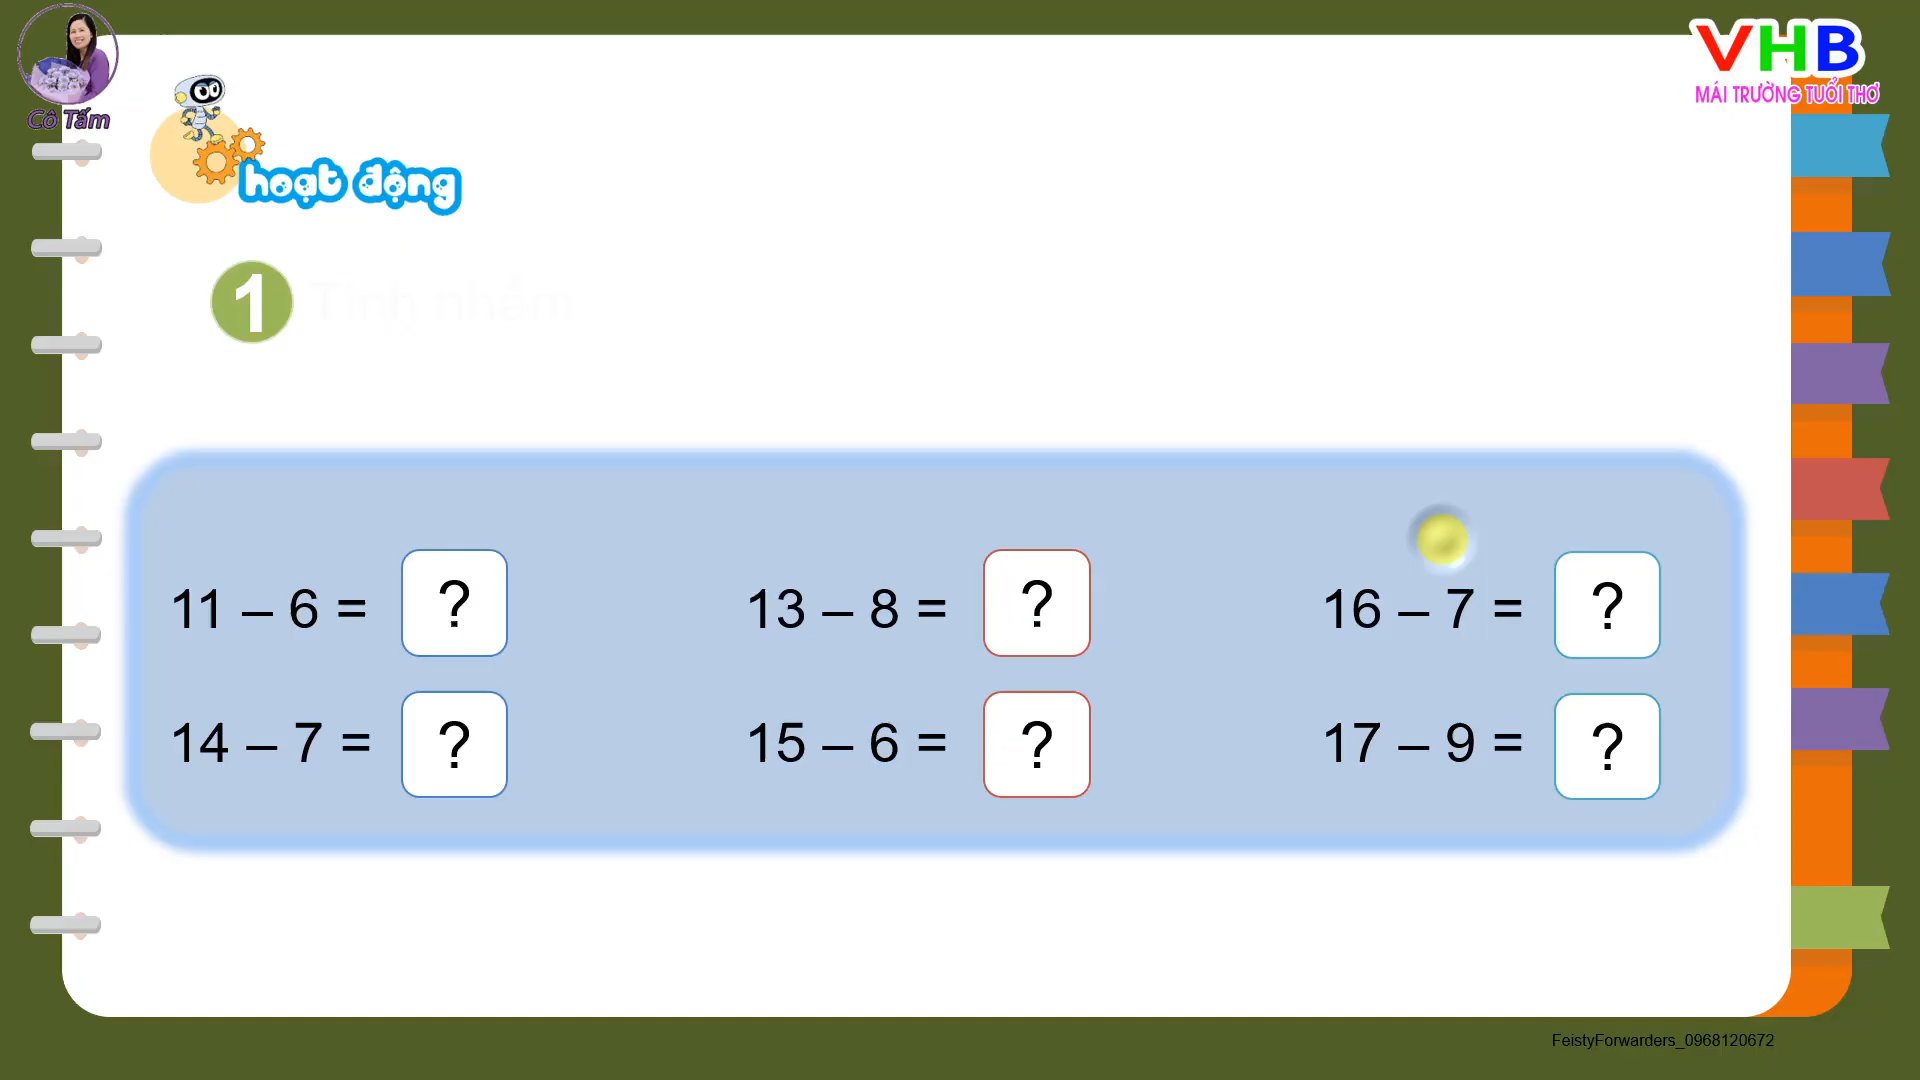 VHB
MÁI TRƯỜNG TUỔI THƠ
Cô Tấm
hoạt động
1 Tính nhẩm
11 – 6 = ? 13 – 8 = ? 16 – 7 = ?
14 – 7 = ? 15 – 6 = ? 17 – 9 = ?
FeistyForwarders_0968120672